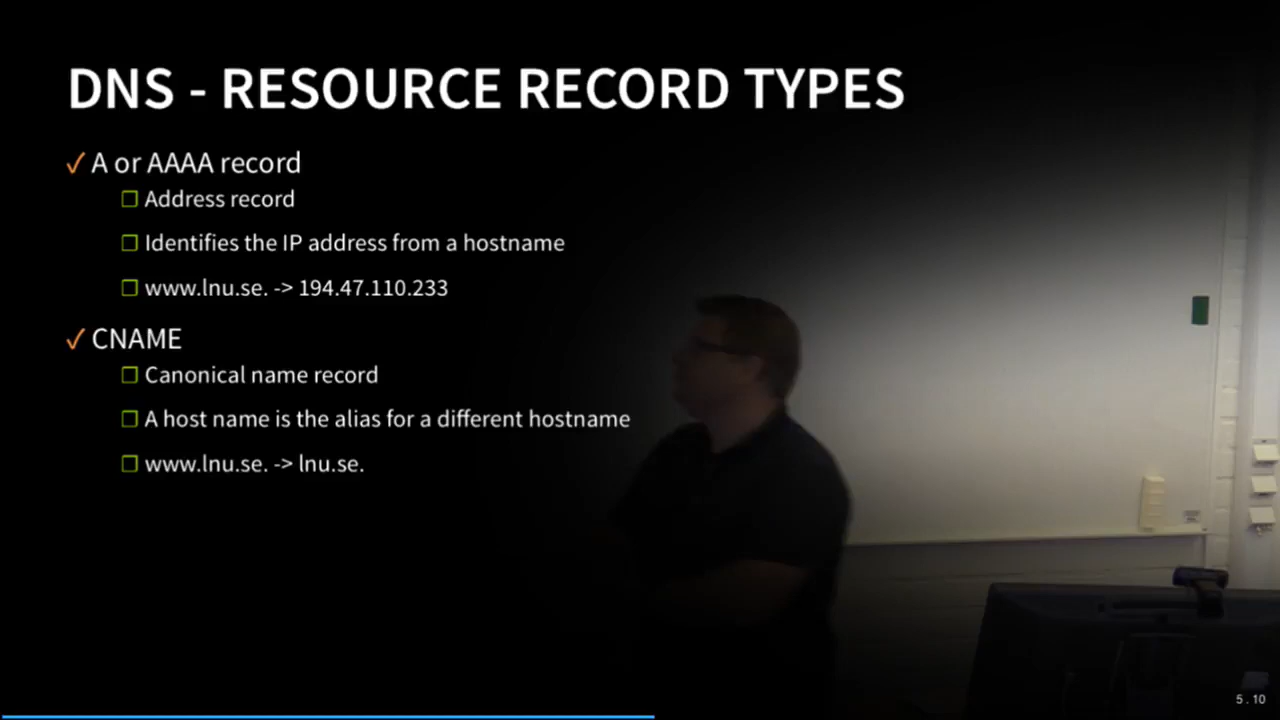 DNS - RESOURCE RECORD TYPES
✓ A or AAAA record
❐ Address record
❐ Identifies the IP address from a hostname
❐ www.lnu.se. -> 194.47.110.233
✓ CNAME
❐ Canonical name record
❐ A host name is the alias for a different hostname
❐ www.lnu.se. -> lnu.se.
5 . 10